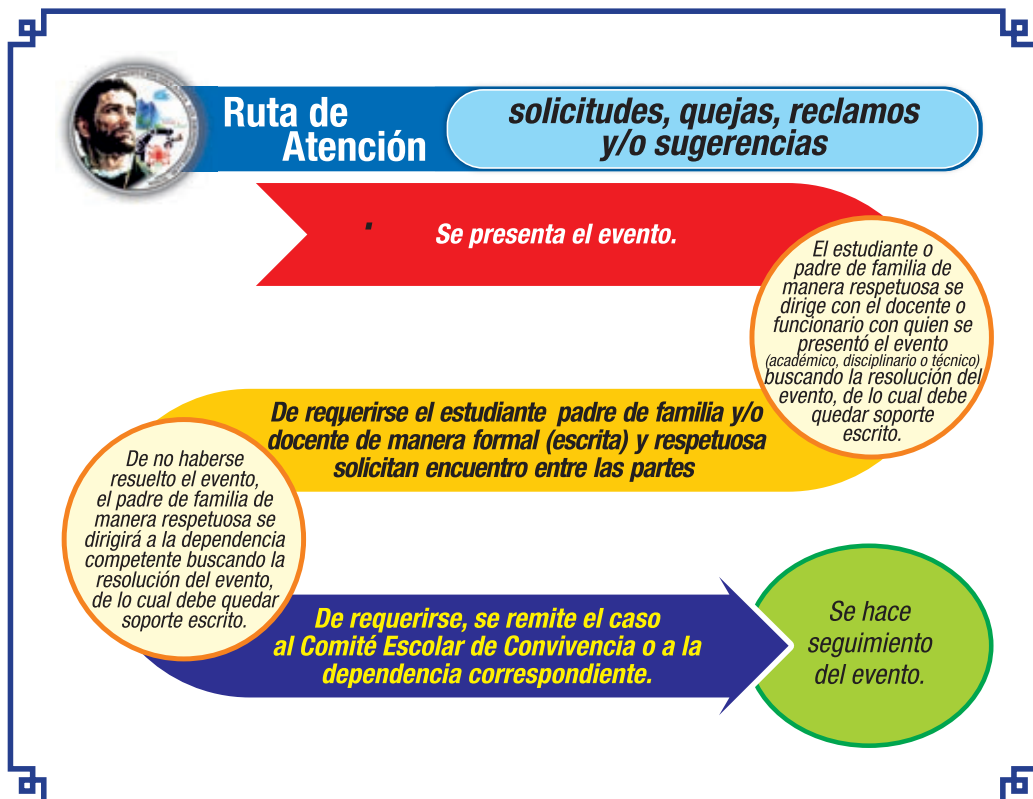 Ruta de
Atención
solicitudes, quejas, reclamos
y/o sugerencias
Se presenta el evento.
El estudiante o
padre de familia de
manera respetuosa se
dirige con el docente o
funcionario con quien se
presentó el evento
(académico, disciplinario o técnico)
buscando la resolución del
evento, de lo cual debe
quedar soporte
escrito.
De requerirse el estudiante padre de familia y/o
docente de manera formal (escrita) y respetuosa
solicitan encuentro entre las partes
De no haberse
resuelto el evento,
el padre de familia de
manera respetuosa se
dirigirá a la dependencia
competente buscando la
resolución del evento,
de lo cual debe quedar
soporte escrito.
De requerirse, se remite el caso
al Comité Escolar de Convivencia o a la
dependencia correspondiente.
Se hace
seguimiento
del evento.